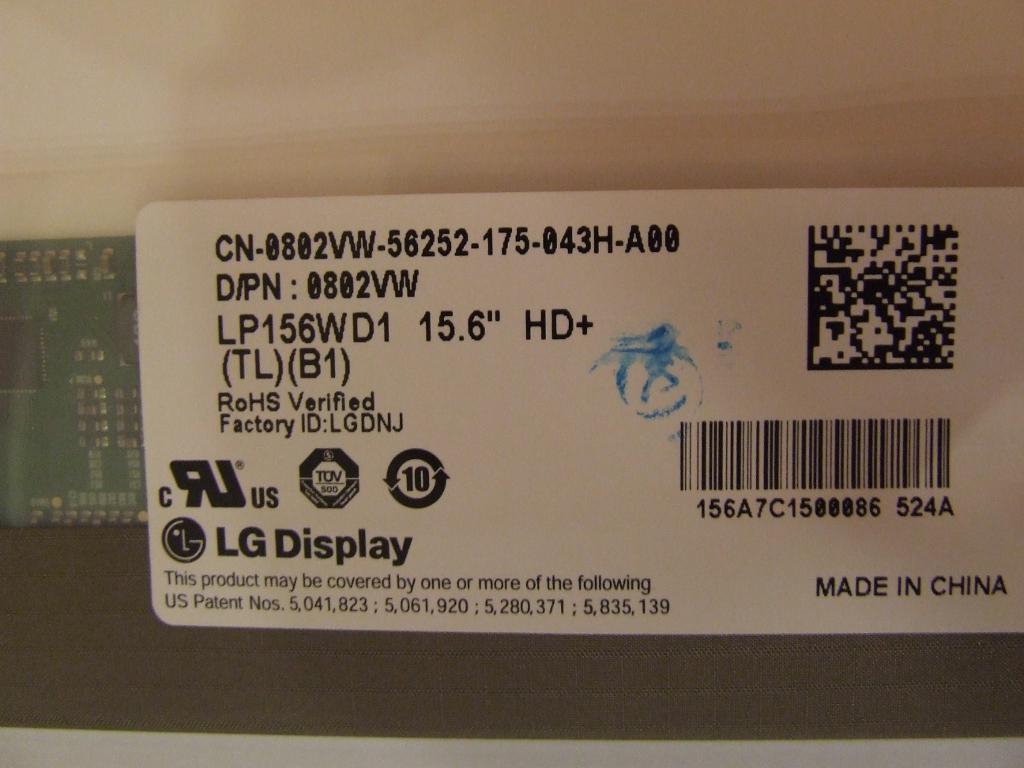 CN-0802VW-56252-175-043H-A00
D/PN : 0802VW
LP156WD1 15.6" HD+
(TL)(B1)
RoHS Verified
Factory ID:LGDNJ
C UR® US
TÜV
SÜD
10
LG Display
This product may be covered by one or more of the following
US Patent Nos. 5,041,823 ; 5,061,920 ; 5,280,371 ; 5,835,139
156A7C1500086 524A
MADE IN CHINA